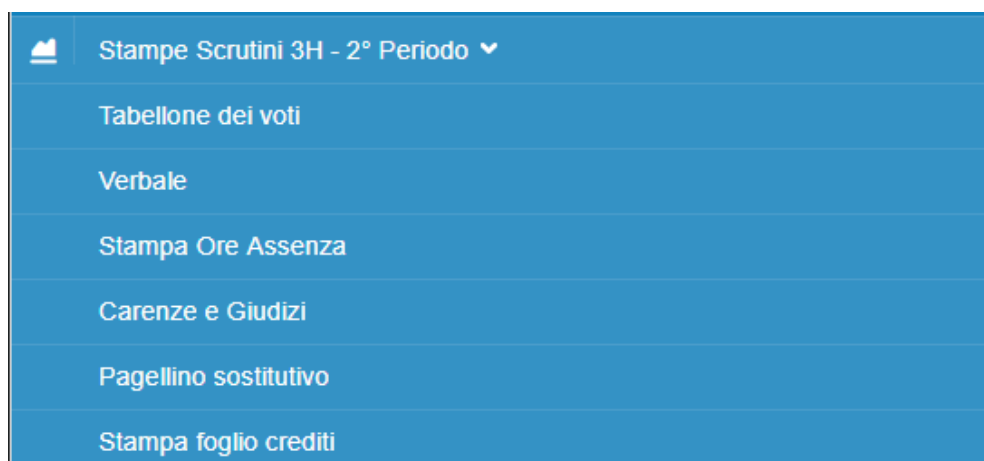 Stampe Scrutini 3H - 2° Periodo
Tabellone dei voti
Verbale
Stampa Ore Assenza
Carenze e Giudizi
Pagellino sostitutivo
Stampa foglio crediti